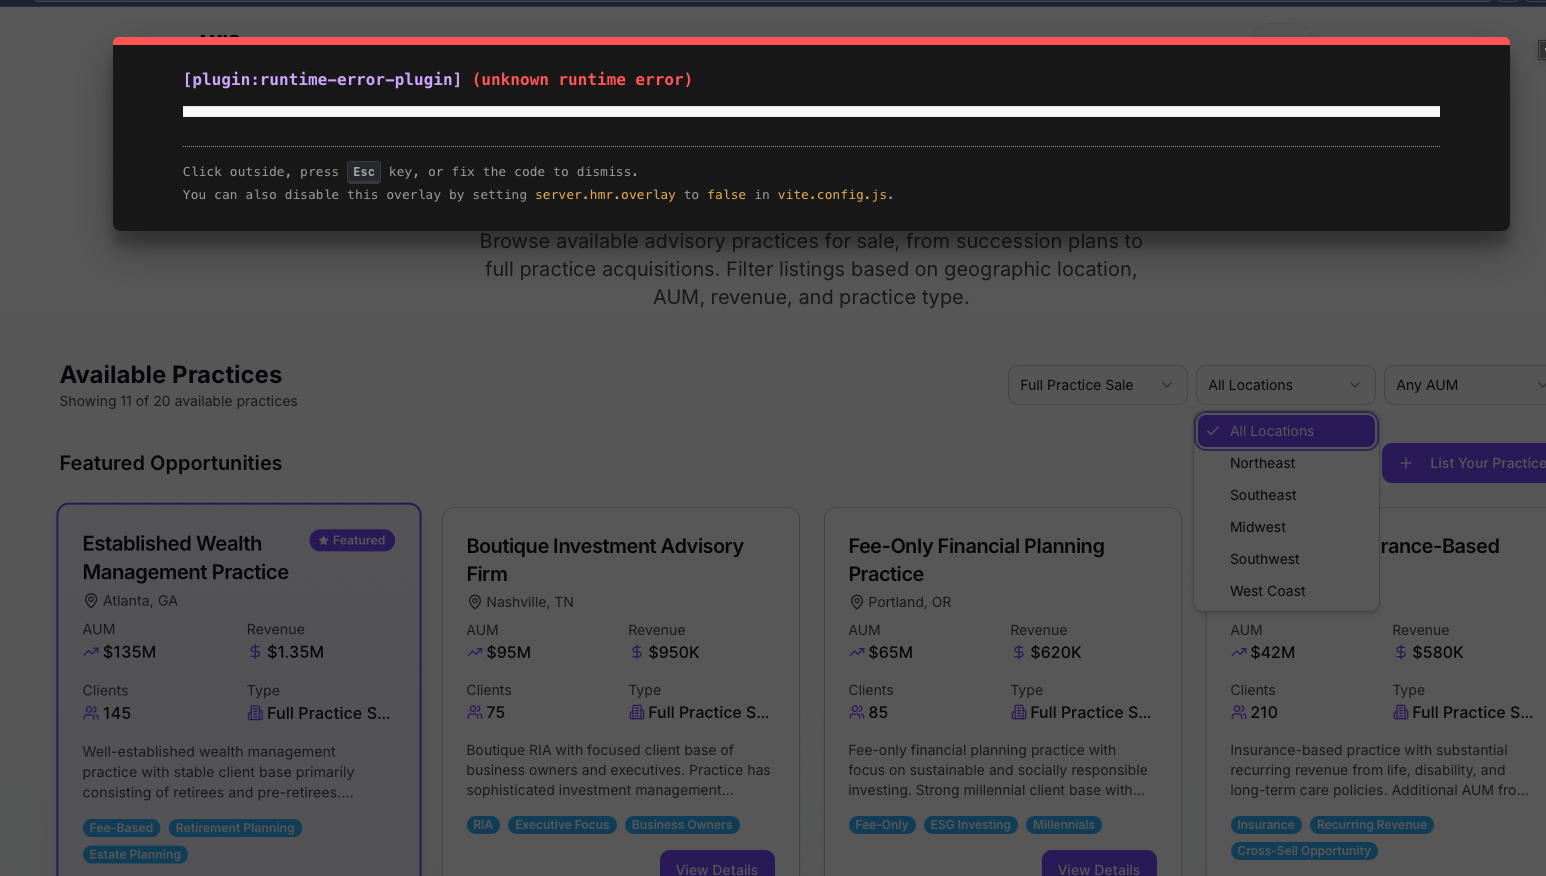 AXIS
[plugin:runtime-error-plugin] (unknown runtime error)
Click outside, press Esc key, or fix the code to dismiss.
You can also disable this overlay by setting server.hmr.overlay to false in vite.config.js.
Browse available advisory practices for sale, from succession plans to
full practice acquisitions. Filter listings based on geographic location,
AUM, revenue, and practice type.
Available Practices
Showing 11 of 20 available practices
Full Practice Sale
All Locations
Any AUM
All Locations
Northeast
Southeast
Midwest
Southwest
West Coast
Featured Opportunities
+ List Your Practice
Established Wealth
Management Practice
Featured
Atlanta, GA
AUM
Revenue
$135M
$ $1.35M
Clients
Type
145
Full Practice S...
Well-established wealth management
practice with stable client base primarily
consisting of retirees and pre-retirees....
Fee-Based
Retirement Planning
Estate Planning
Boutique Investment Advisory
Firm
Nashville, TN
AUM
Revenue
$95M
$ $950K
Clients
Type
75
Full Practice S...
Boutique RIA with focused client base of
business owners and executives. Practice has
sophisticated investment management...
RIA
Executive Focus
Business Owners
View Details
Fee-Only Financial Planning
Practice
Portland, OR
AUM
Revenue
$65M
$ $620K
Clients
Type
85
Full Practice S...
Fee-only financial planning practice with
focus on sustainable and socially responsible
investing. Strong millennial client base with...
Fee-Only
ESG Investing
Millennials
View Details
rance-Based
AUM
Revenue
$42M
$ $580K
Clients
Type
210
Full Practice S...
Insurance-based practice with substantial
recurring revenue from life, disability, and
long-term care policies. Additional AUM fro...
Insurance
Recurring Revenue
Cross-Sell Opportunity